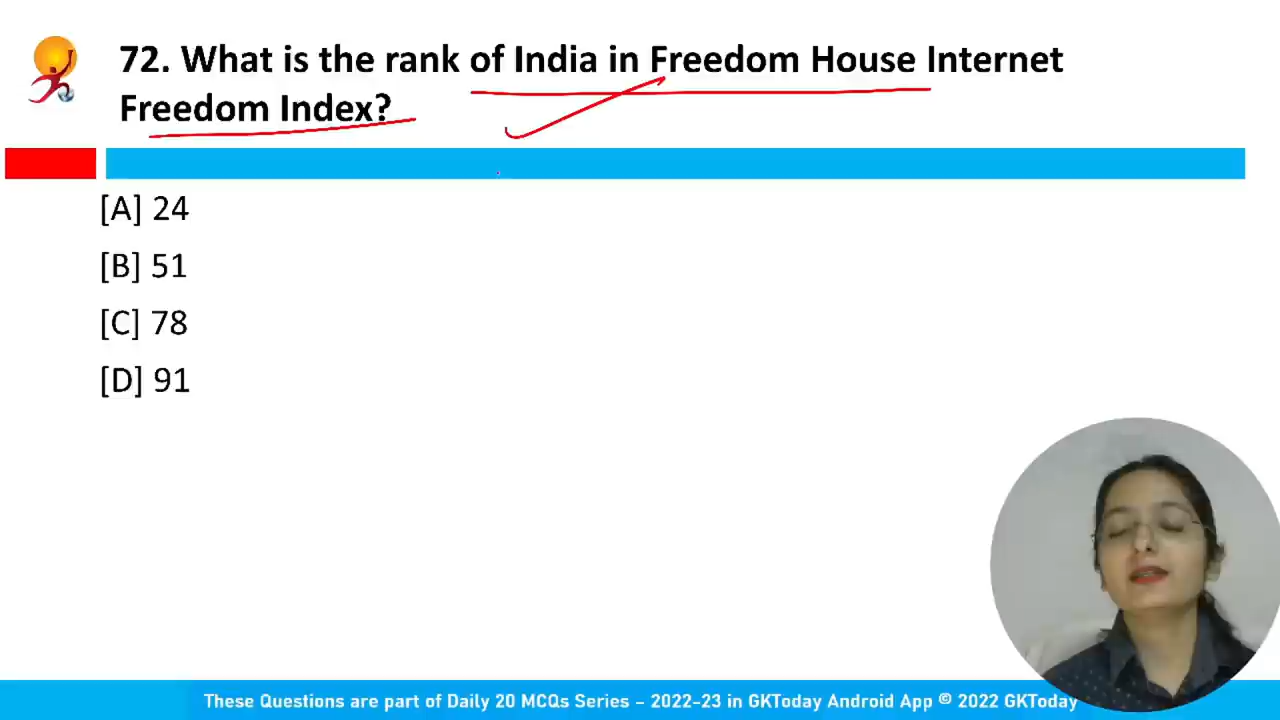 72. What is the rank of India in Freedom House Internet
Freedom Index?
[A] 24
[B] 51
[C] 78
[D] 91
These Questions are part of Daily 20 MCQs Series – 2022-23 in GKToday Android App © 2022 GKToday